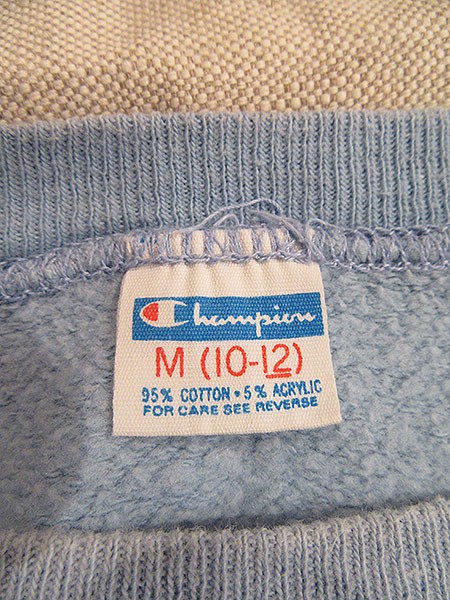 Champion
M (10-12)
95% COTTON • 5% ACRYLIC
FOR CARE SEE REVERSE